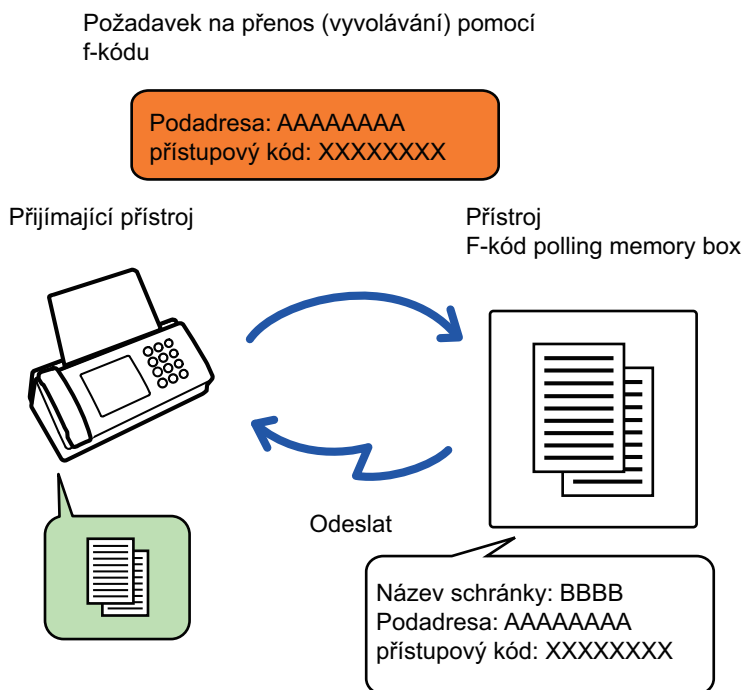 Požadavek na přenos (vyvolávání) pomocí
f-kódu
Podadresa: AAAAAAAA
přístupový kód: XXXXXXXX
Přijímající přístroj
Přístroj
F-kód polling memory box
Odeslat
Název schránky: BBBB
Podadresa: AAAAAAAA
přístupový kód: XXXXXXXX